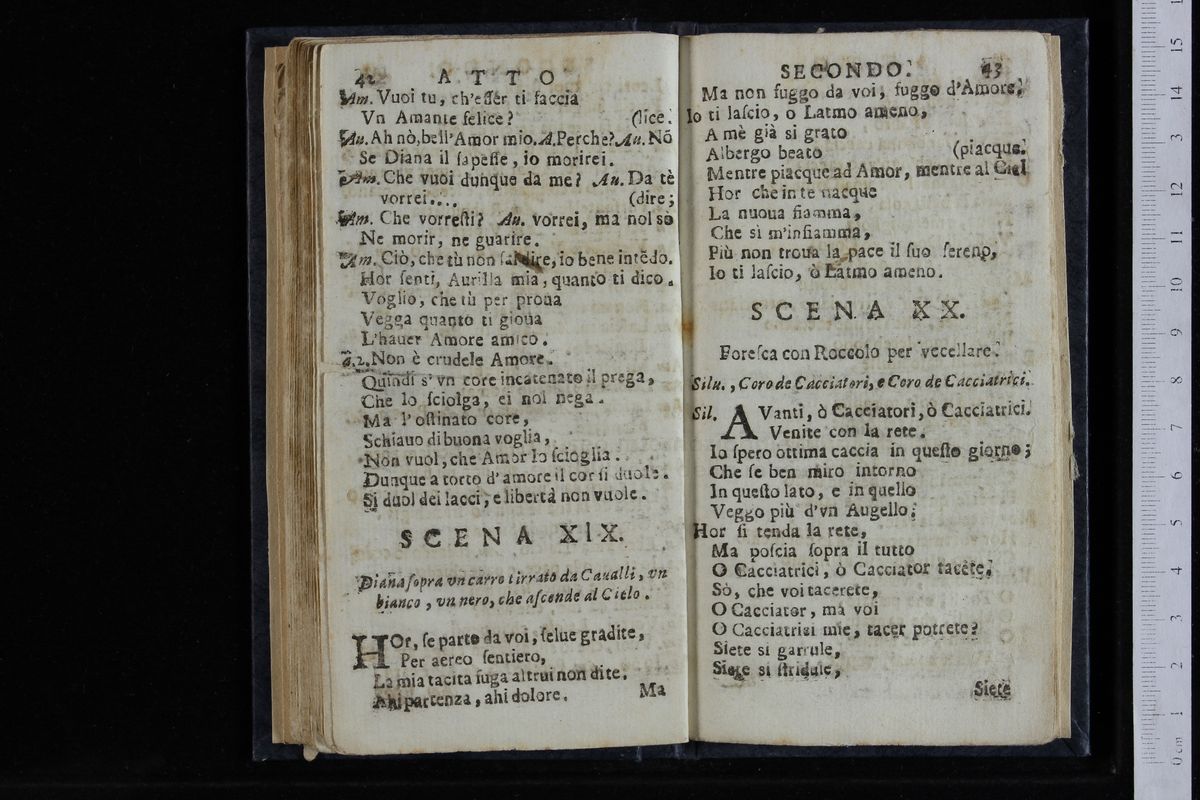 42 ATTO
Am. Vuoi tu, ch'esser ti faccia
Vn Amante felice? (lice.
Au. Ah nò, bell'Amor mio. A. Perche? Au. Nõ
Se Diana il sapesse, io morirei.
Am. Che vuoi dunque da me? Au. Da tè
vorrei.... (dire;
Am. Che vorresti? Au. vorrei, ma nol sò
Ne morir, ne guarire.
Am. Ciò, che tù non sai dire, io bene intẽdo.
Hor senti, Aurilla mia, quanto ti dico.
Voglio, che tù per proua
Vegga quanto ti gioua
L'hauer Amore amico.
à 2. Non è crudele Amore.
Quindi s'vn core incatenato il prega,
Che lo sciolga, ei nol nega.
Ma l'ostinato core,
Schiauo di buona voglia,
Non vuol, che Amor lo scioglia.
Dunque a torto d'amore il cor si duole.
Si duol dei lacci, e libertà non vuole.
SCENA XIX.
Diana sopra vn carro tirrato da Caualli, vn
bianco, vn nero, che ascende al Cielo.
HOr, se parto da voi, selue gradite,
Per aereo sentiero,
La mia tacita fuga altrui non dite.
Ahi partenza, ahi dolore.
Ma
SECONDO. 43
Ma non fuggo da voi; fuggo d'Amore.
Io ti lascio, o Latmo ameno,
A mè già si grato
Albergo beato (piacque.
Mentre piacque ad Amor, mentre al Ciel
Hor che in te nacque
La nuoua fiamma,
Che sì m'infiamma,
Più non troua la pace il suo sereno,
Io ti lascio, ò Latmo ameno.
SCENA XX.
Foresca con Roccolo per vccellare.
Silu., Coro de Cacciatori, e Coro de Cacciatrici.
Sil. AVanti, ò Cacciatori, ò Cacciatrici.
Venite con la rete.
Io spero ottima caccia in questo giorno;
Che se ben miro intorno
In questo lato, e in quello
Veggo più d'vn Augello;
Hor si tenda la rete,
Ma poscia sopra il tutto
O Cacciatrici, ò Cacciator tacete.
Sò, che voi tacerete,
O Cacciator, ma voi
O Cacciatrisi mie, tacer potrete?
Siete si garrule,
Siete si stridule,
Siete